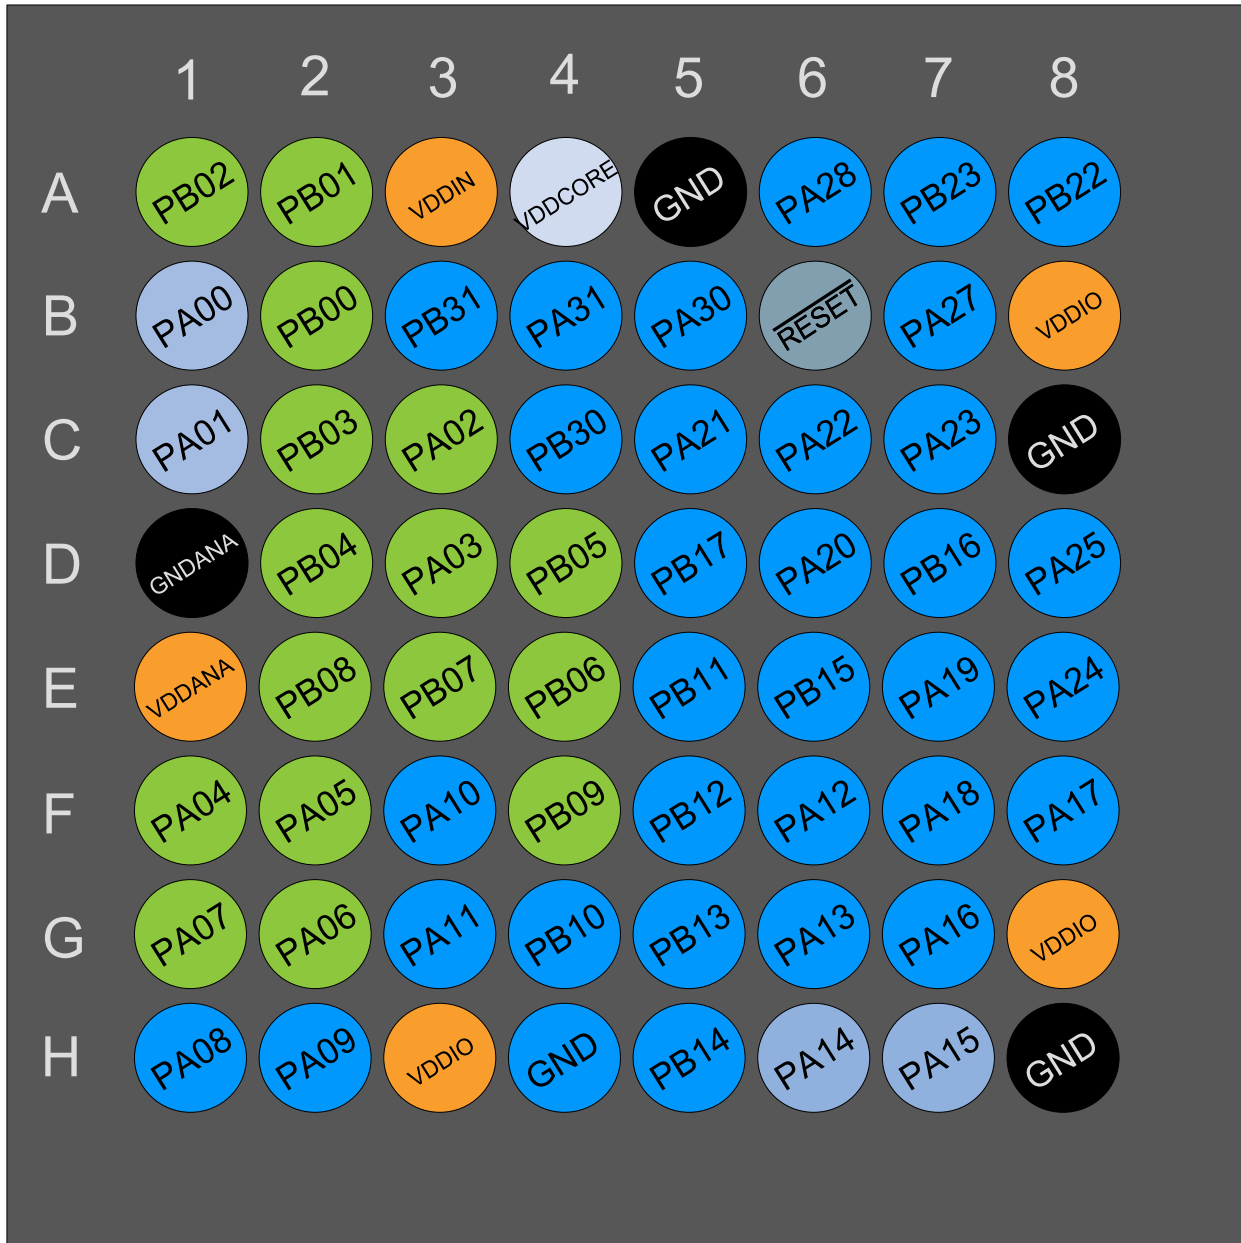 1 2 3 4 5 6 7 8
A PB02 PB01 VDDIN VDDCORE GND PA28 PB23 PB22
B PA00 PB00 PB31 PA31 PA30 RESET PA27 VDDIO
C PA01 PB03 PA02 PB30 PA21 PA22 PA23 GND
D GNDANA PB04 PA03 PB05 PB17 PA20 PB16 PA25
E VDDANA PB08 PB07 PB06 PB11 PB15 PA19 PA24
F PA04 PA05 PA10 PB09 PB12 PA12 PA18 PA17
G PA07 PA06 PA11 PB10 PB13 PA13 PA16 VDDIO
H PA08 PA09 VDDIO GND PB14 PA14 PA15 GND